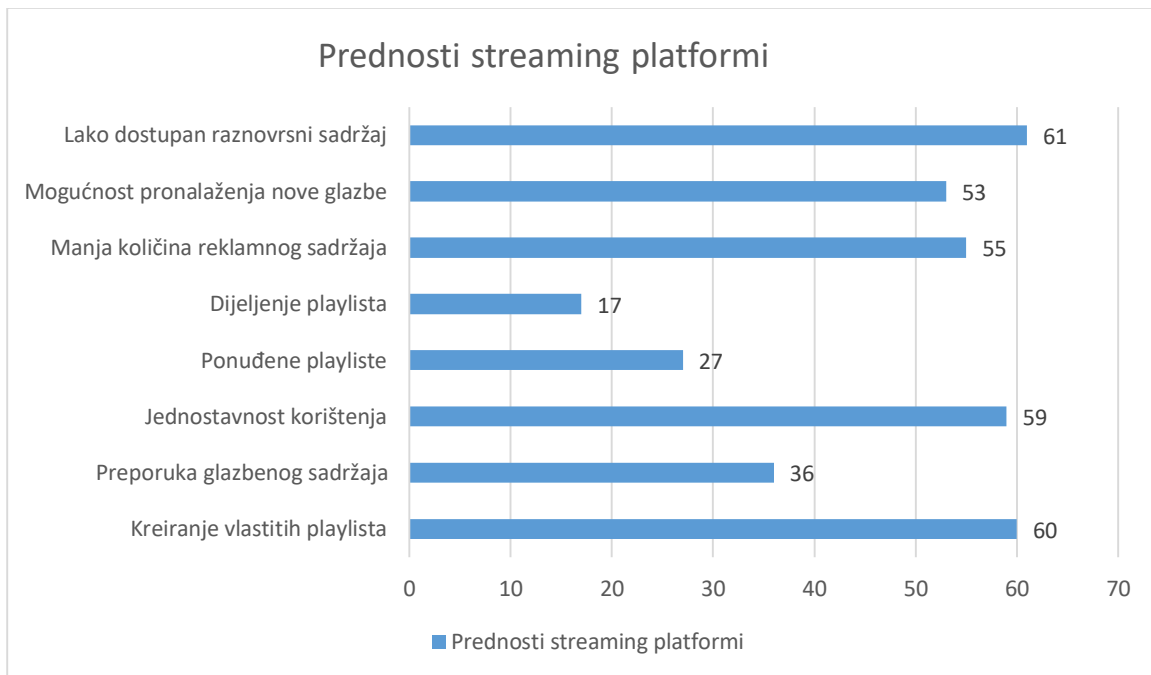 Prednosti streaming platformi
Lako dostupan raznovrsni sadržaj 61
Mogućnost pronalaženja nove glazbe 53
Manja količina reklamnog sadržaja 55
Dijeljenje playlista 17
Ponuđene playliste 27
Jednostavnost korištenja 59
Preporuka glazbenog sadržaja 36
Kreiranje vlastitih playlista 60
0 10 20 30 40 50 60 70
Prednosti streaming platformi